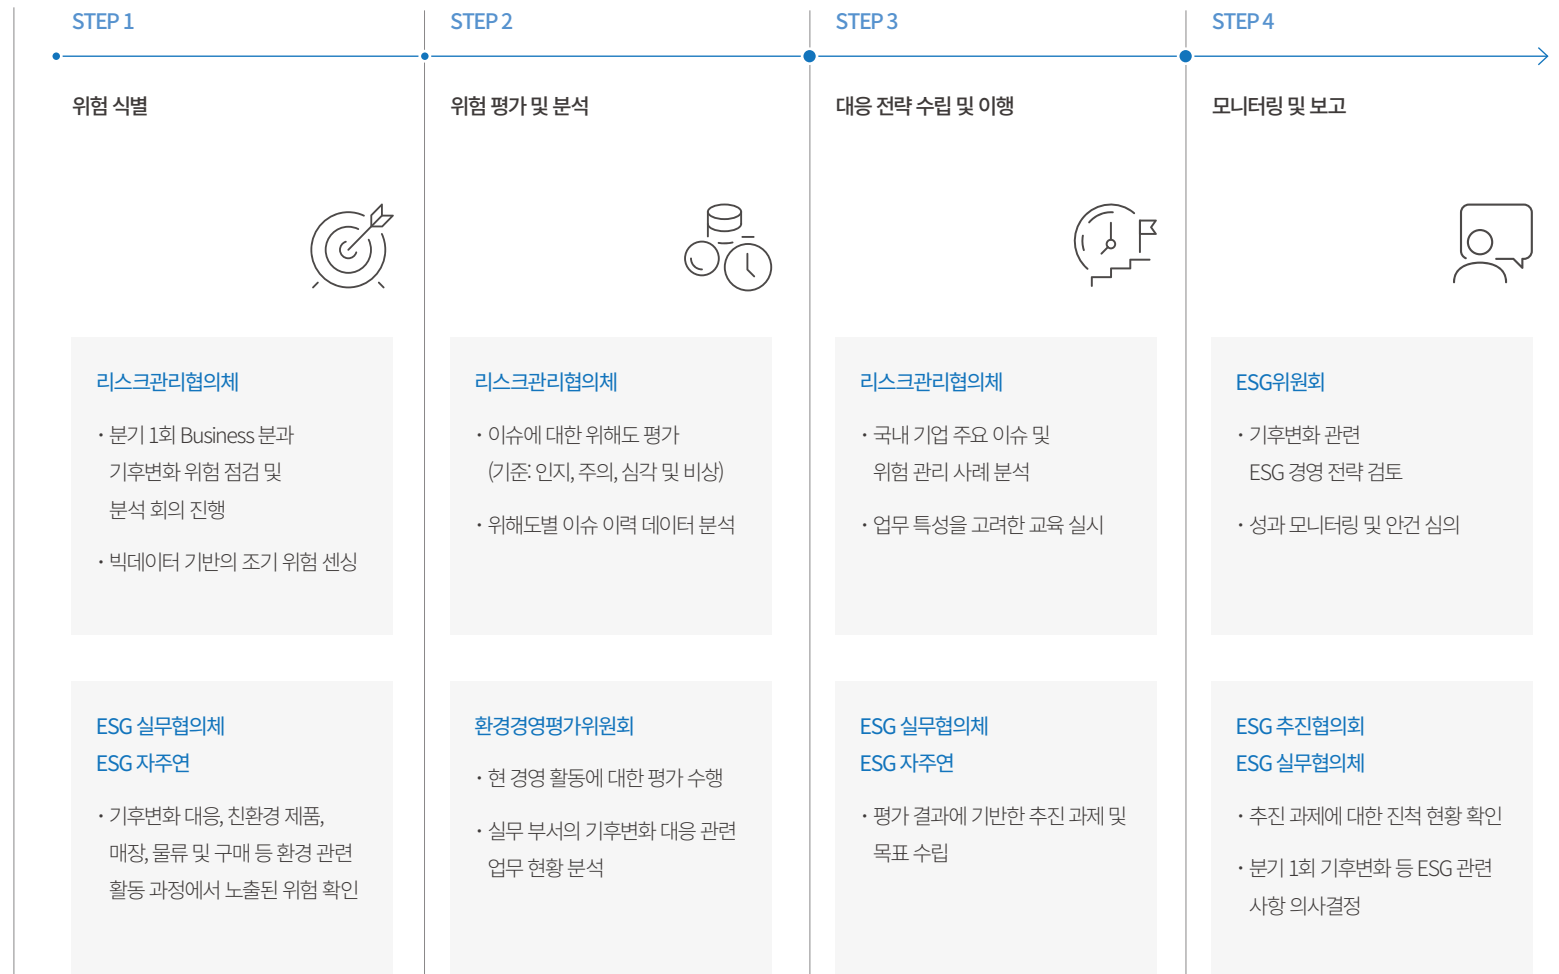 STEP 1
위험 식별
리스크관리협의체
· 분기 1회 Business 분과
기후변화 위험 점검 및
분석 회의 진행
· 빅데이터 기반의 조기 위험 센싱
ESG 실무협의체
ESG 자주연
· 기후변화 대응, 친환경 제품,
매장, 물류 및 구매 등 환경 관련
활동 과정에서 노출된 위험 확인
STEP 2
위험 평가 및 분석
리스크관리협의체
· 이슈에 대한 위해도 평가
(기준: 인지, 주의, 심각 및 비상)
· 위해도별 이슈 이력 데이터 분석
환경경영평가위원회
· 현 경영 활동에 대한 평가 수행
· 실무 부서의 기후변화 대응 관련
업무 현황 분석
STEP 3
대응 전략 수립 및 이행
리스크관리협의체
· 국내 기업 주요 이슈 및
위험 관리 사례 분석
· 업무 특성을 고려한 교육 실시
ESG 실무협의체
ESG 자주연
· 평가 결과에 기반한 추진 과제 및
목표 수립
STEP 4
모니터링 및 보고
ESG위원회
· 기후변화 관련
ESG 경영 전략 검토
· 성과 모니터링 및 안건 심의
ESG 추진협의회
ESG 실무협의체
· 추진 과제에 대한 진척 현황 확인
· 분기 1회 기후변화 등 ESG 관련
사항 의사결정